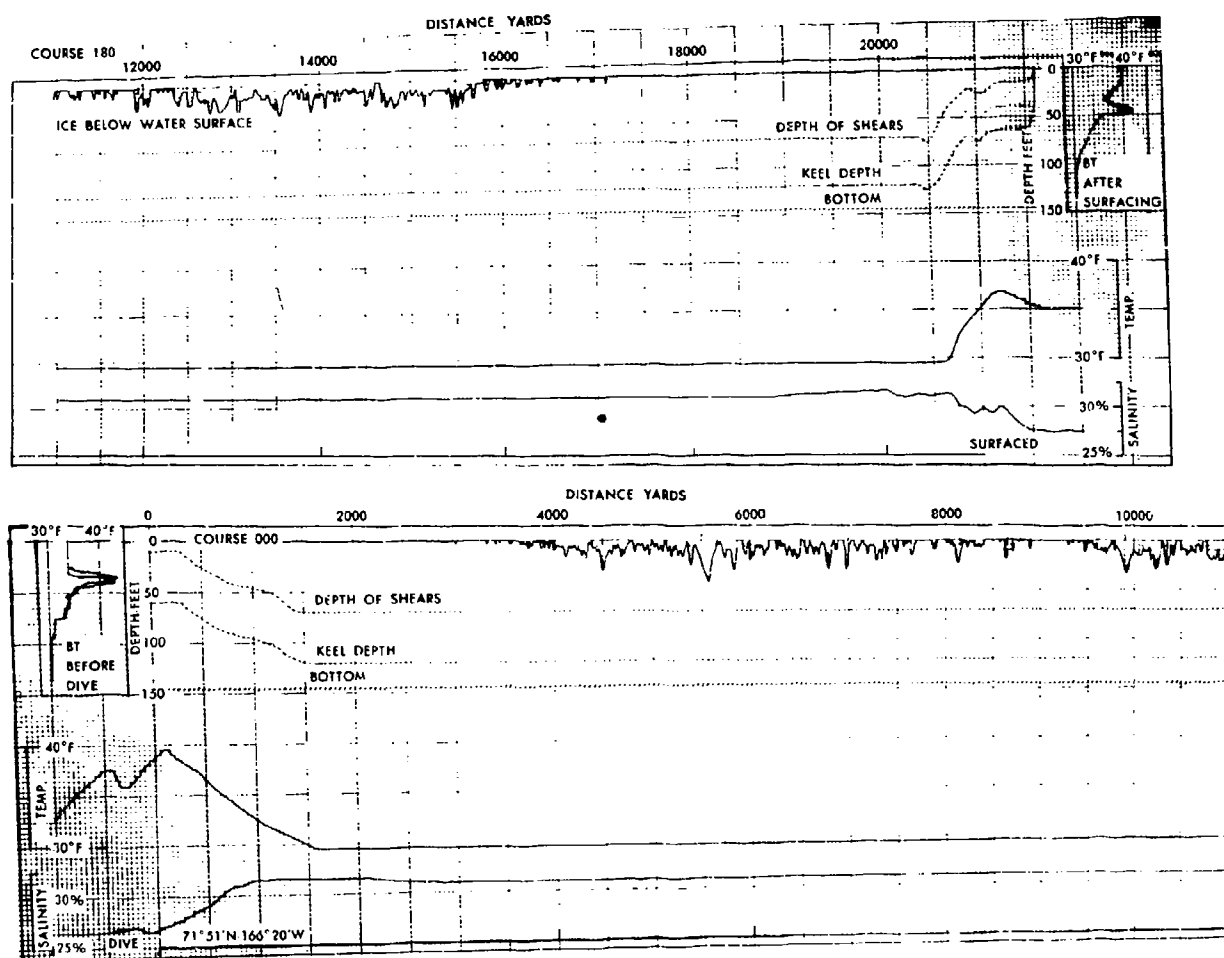 DISTANCE YARDS
COURSE 180
12000 14000 16000 18000 20000
30°F 40°F
0
ICE BELOW WATER SURFACE
DEPTH OF SHEARS
50
KEEL DEPTH
100
BOTTOM
150
DEPTH FEET
BT
AFTER
SURFACING
40°F
TEMP.
30°F
30%
SALINITY
SURFACED
25%
DISTANCE YARDS
30°F 40°F
0 2000 4000 6000 8000 10000
0
COURSE 000
50
DEPTH OF SHEARS
DEPTH-FEET
100
KEEL DEPTH
BT
BEFORE
DIVE
BOTTOM
150
40°F
TEMP.
30°F
30%
SALINITY
25%
DIVE
71°51'N 166°20'W